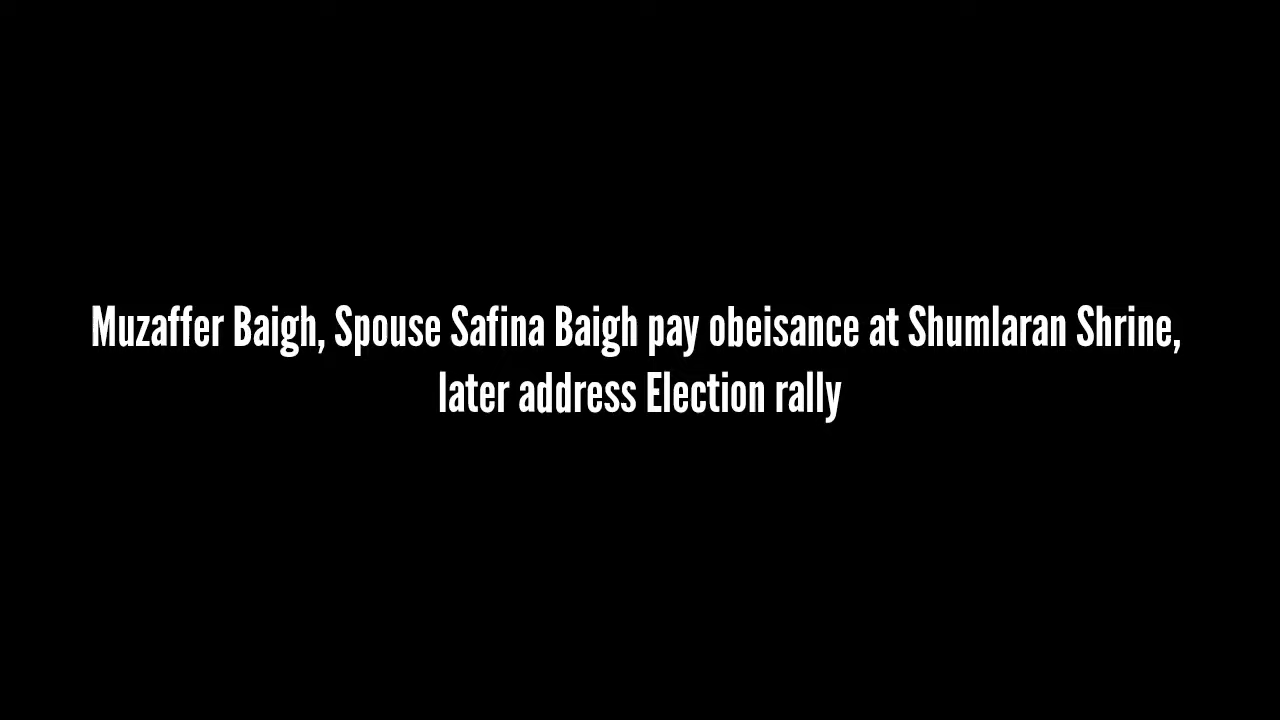 Muzaffer Baigh, Spouse Safina Baigh pay obeisance at Shumlaran Shrine,
later address Election rally